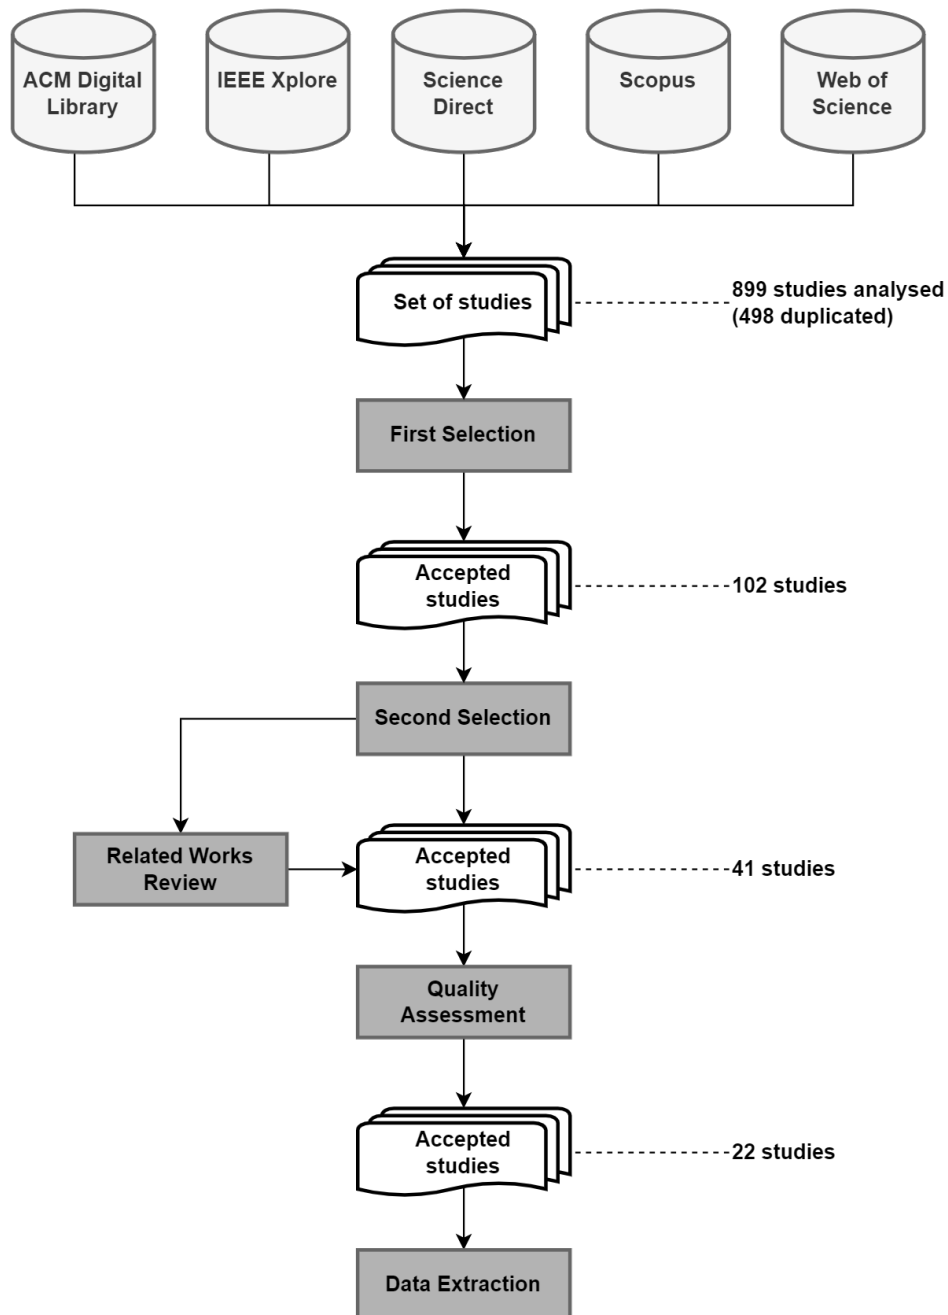 ACM Digital
Library
IEEE Xplore
Science
Direct
Scopus
Web of
Science
Set of studies
899 studies analysed
(498 duplicated)
First Selection
Accepted
studies
102 studies
Second Selection
Related Works
Review
Accepted
studies
41 studies
Quality
Assessment
Accepted
studies
22 studies
Data Extraction